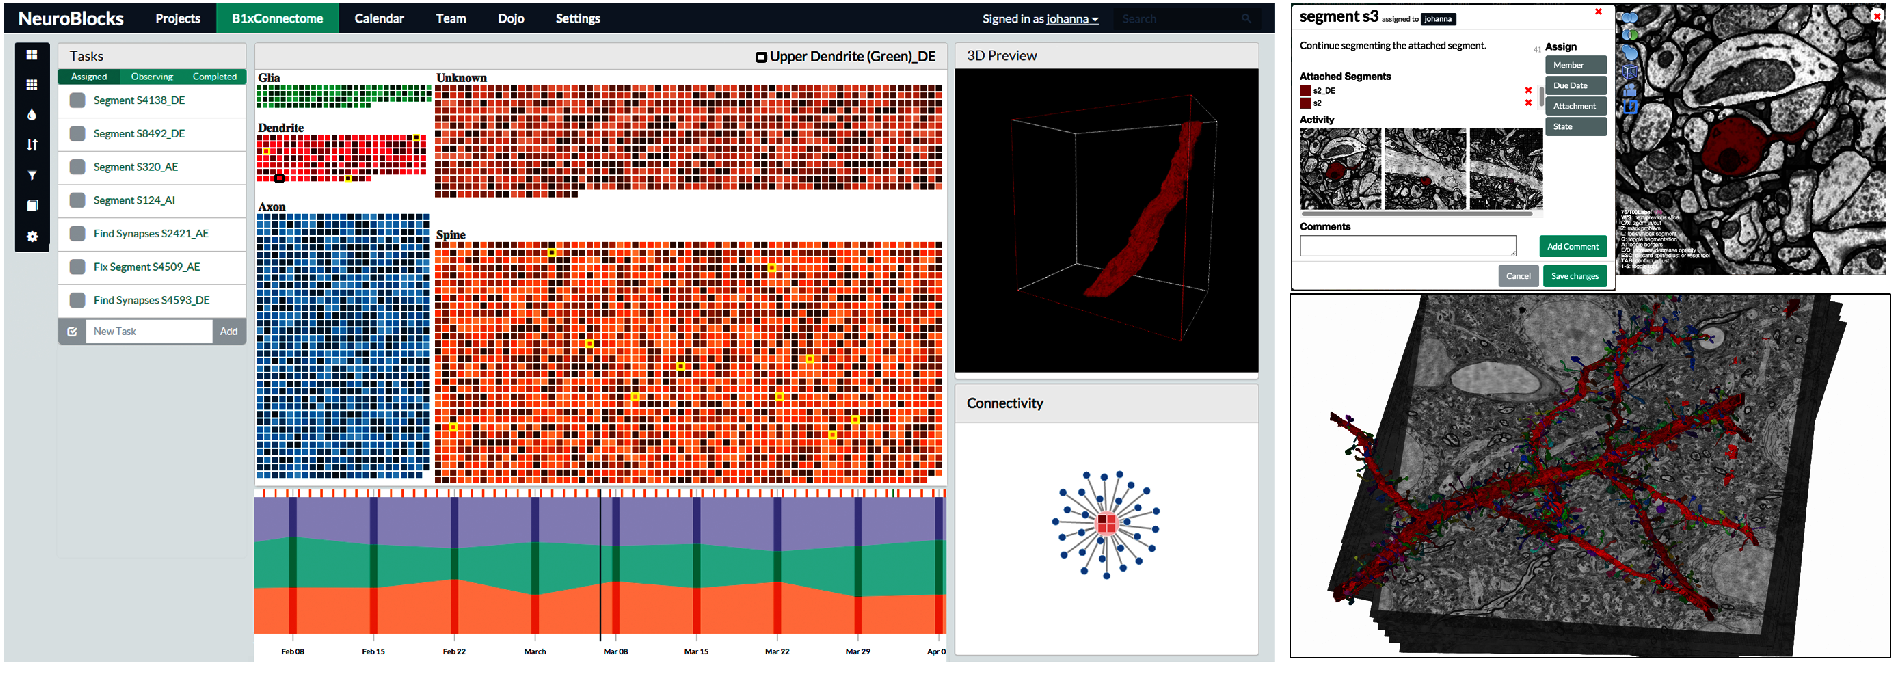 NeuroBlocks Projects B1xConnectome Calendar Team Dojo Settings Signed in as johanna Search
Tasks
Assigned Observing Completed
Segment S4138_DE
Segment S8492_DE
Segment S320_AE
Segment S124_AI
Find Synapses S2421_AE
Fix Segment S4509_AE
Find Synapses S4593_DE
New Task Add
Upper Dendrite (Green)_DE
Glia
Unknown
Dendrite
Axon
Spine
Feb 08 Feb 15 Feb 22 March Mar 08 Mar 15 Mar 22 Mar 29 Apr 0
3D Preview
Connectivity
segment s3 assigned to johanna
Continue segmenting the attached segment.
Attached Segments
s2_DE
s2
Activity
Comments
Add Comment
Cancel Save changes
Assign
Member
Due Date
Attachment
State